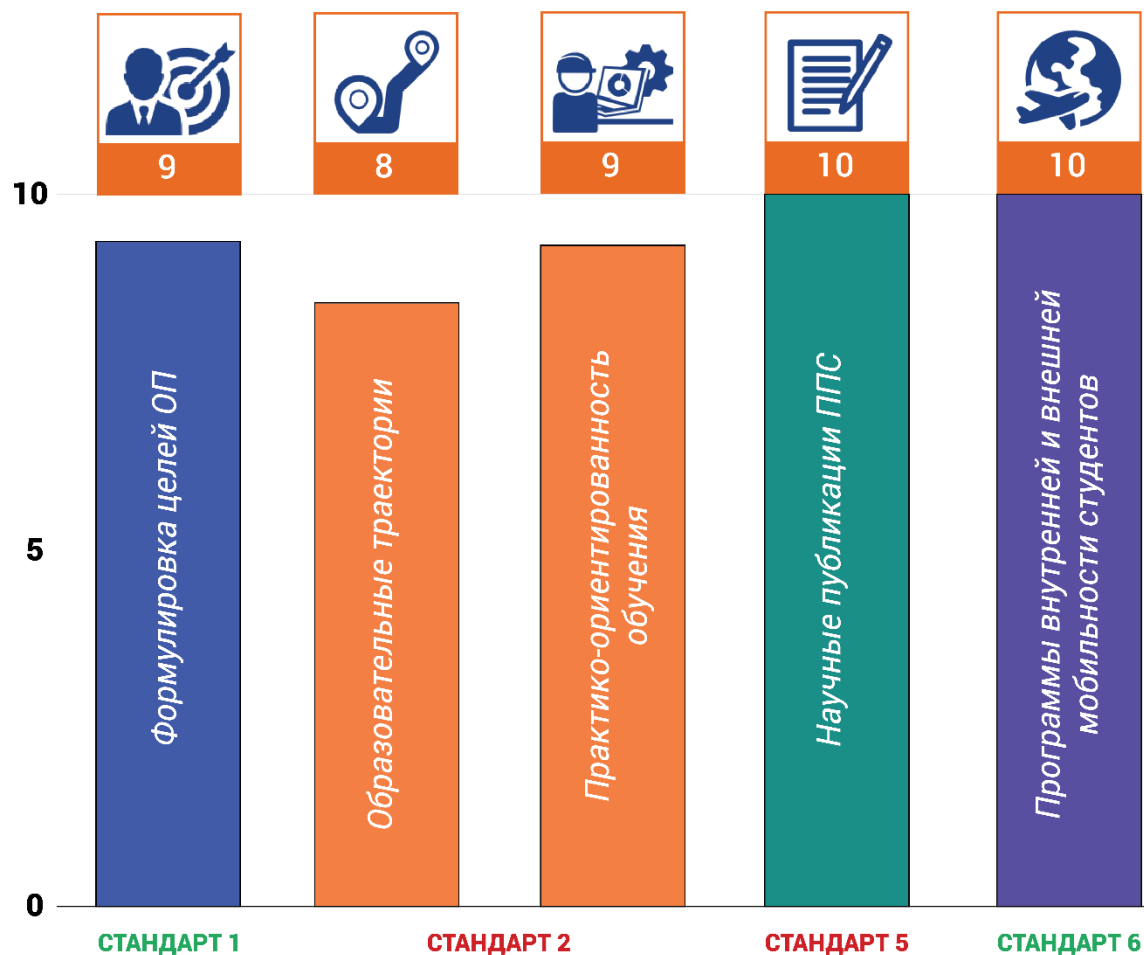 9
8
9
10
10
10
5
0
Формулировка целей ОП
Образовательные траектории
Практико-ориентированность
обучения
Научные публикации ППС
Программы внутренней и внешней
мобильности студентов
СТАНДАРТ 1
СТАНДАРТ 2
СТАНДАРТ 5
СТАНДАРТ 6